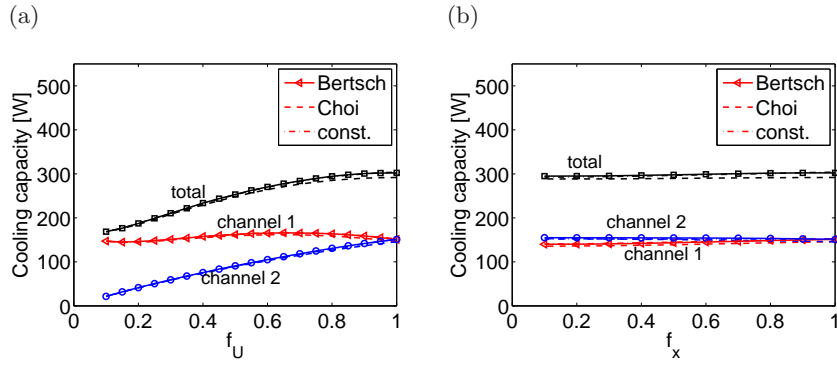 (a)
Cooling capacity [W]
550
500
400
300
200
100
0
0
0.2
0.4
0.6
0.8
1
f_U
Bertsch
Choi
const.
total
channel 1
channel 2
(b)
Cooling capacity [W]
500
400
300
200
100
0
0
0.2
0.4
0.6
0.8
1
f_x
Bertsch
Choi
const.
total
channel 2
channel 1